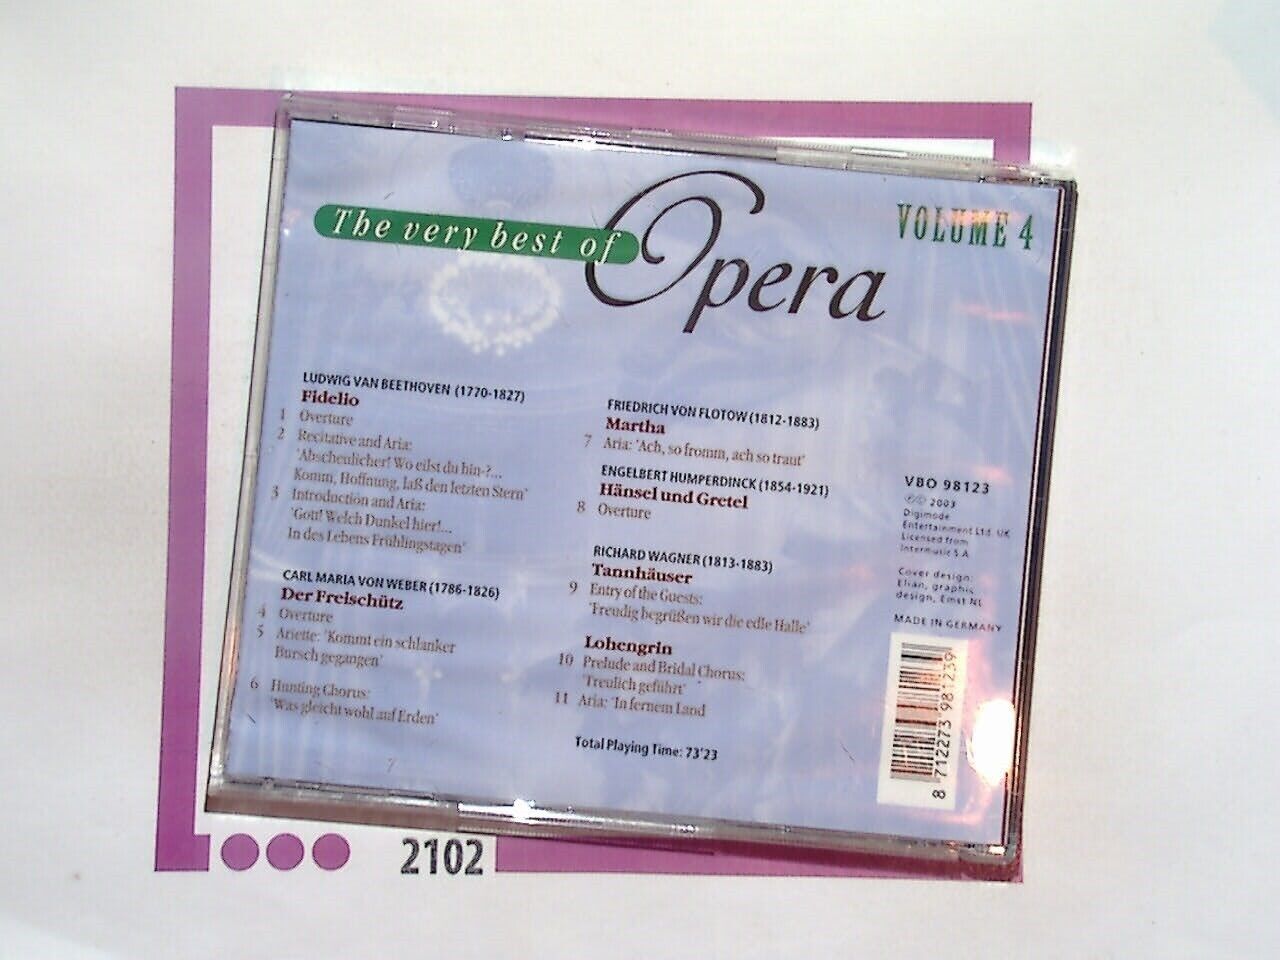 The very best of
Opera
VOLUME 4
LUDWIG VAN BEETHOVEN (1770-1827)
Fidelio
1 Overture
2 Recitative and Aria:
'Abscheulicher! Wo eilst du hin-?...
Komm, Hoffnung, laß den letzten Stern'
3 Introduction and Aria:
'Gott! Welch Dunkel hier!...
In des Lebens Frühlingstagen'
CARL MARIA VON WEBER (1786-1826)
Der Freischütz
4 Overture
5 Ariette: 'Kommt ein schlanker
Bursch gegangen'
6 Hunting Chorus:
'Was gleicht wohl auf Erden'
FRIEDRICH VON FLOTOW (1812-1883)
Martha
7 Aria: 'Ach, so fromm, ach so traut'
ENGELBERT HUMPERDINCK (1854-1921)
Hänsel und Gretel
8 Overture
RICHARD WAGNER (1813-1883)
Tannhäuser
9 Entry of the Guests:
'Freudig begrüßen wir die edle Halle'
Lohengrin
10 Prelude and Bridal Chorus:
'Treulich geführt'
11 Aria: 'In fernem Land
Total Playing Time: 73'23
VBO 98123
℗© 2003
Digimode
Entertainment Ltd. UK
Licensed from
Intermusic S.A.
Cover design:
Elian, graphic
design, Emst NL
MADE IN GERMANY
8 712273 981239
2102